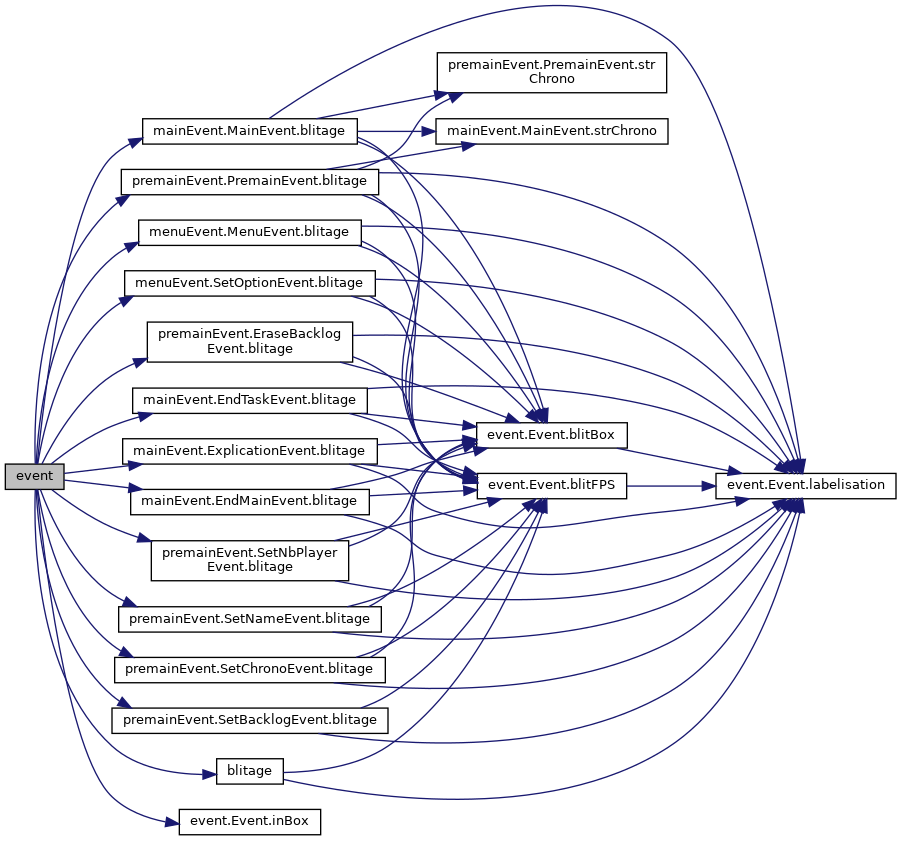 premainEvent.PremainEvent.str
Chrono
mainEvent.MainEvent.blitage
mainEvent.MainEvent.strChrono
premainEvent.PremainEvent.blitage
menuEvent.MenuEvent.blitage
menuEvent.SetOptionEvent.blitage
premainEvent.EraseBacklog
Event.blitage
mainEvent.EndTaskEvent.blitage
event.Event.blitBox
mainEvent.ExplicationEvent.blitage
event
event.Event.blitFPS
event.Event.labelisation
mainEvent.EndMainEvent.blitage
premainEvent.SetNbPlayer
Event.blitage
premainEvent.SetNameEvent.blitage
premainEvent.SetChronoEvent.blitage
premainEvent.SetBacklogEvent.blitage
blitage
event.Event.inBox